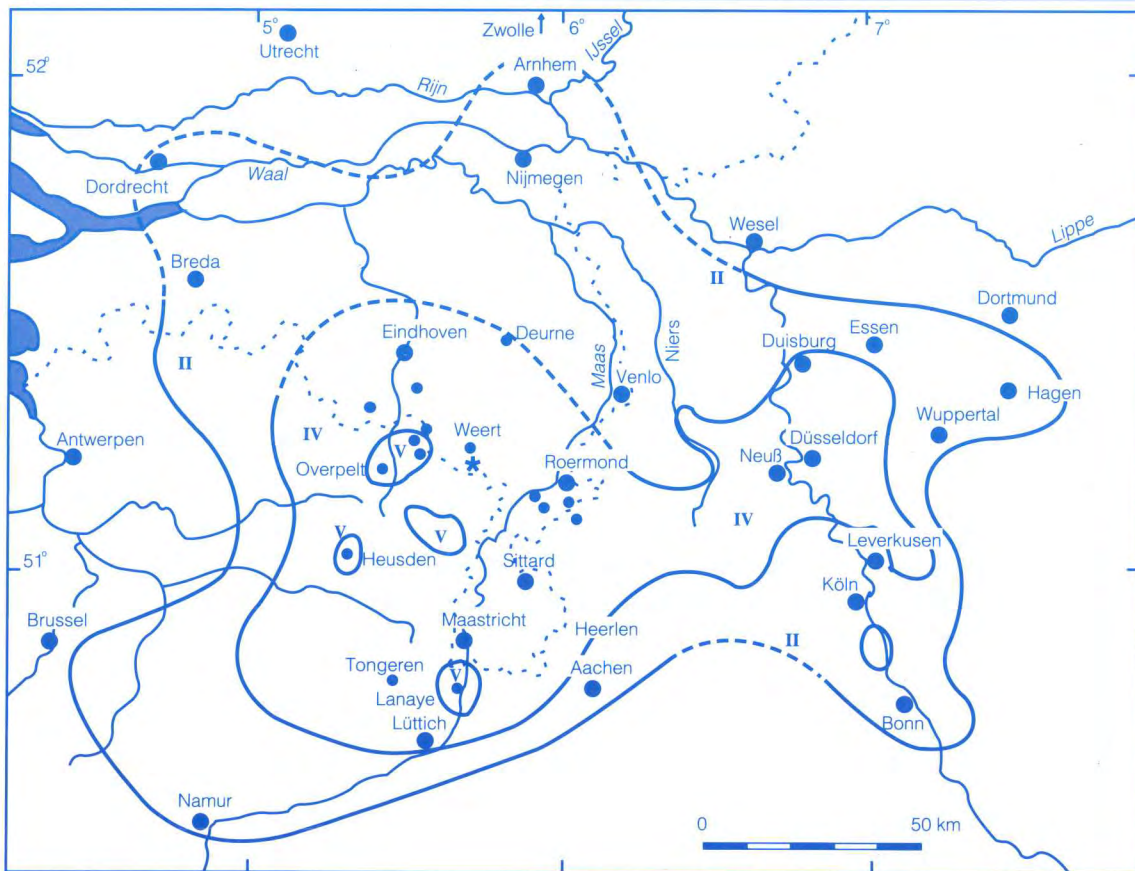 5°
Utrecht
Zwolle
6°
IJssel
7°
52°
Arnhem
Rijn
Dordrecht
Waal
Nijmegen
Wesel
Lippe
Breda
II
Dortmund
Eindhoven
Deurne
Maas
Niers
Essen
Duisburg
II
Venlo
Hagen
IV
Wuppertal
Antwerpen
V
Weert
*
Düsseldorf
Overpelt
Roermond
Neuß
IV
V
V
Heusden
Leverkusen
51°
Sittard
Köln
Brussel
Maastricht
Heerlen
II
Tongeren
V
Aachen
Lanaye
Lüttich
Bonn
Namur
0
50 km